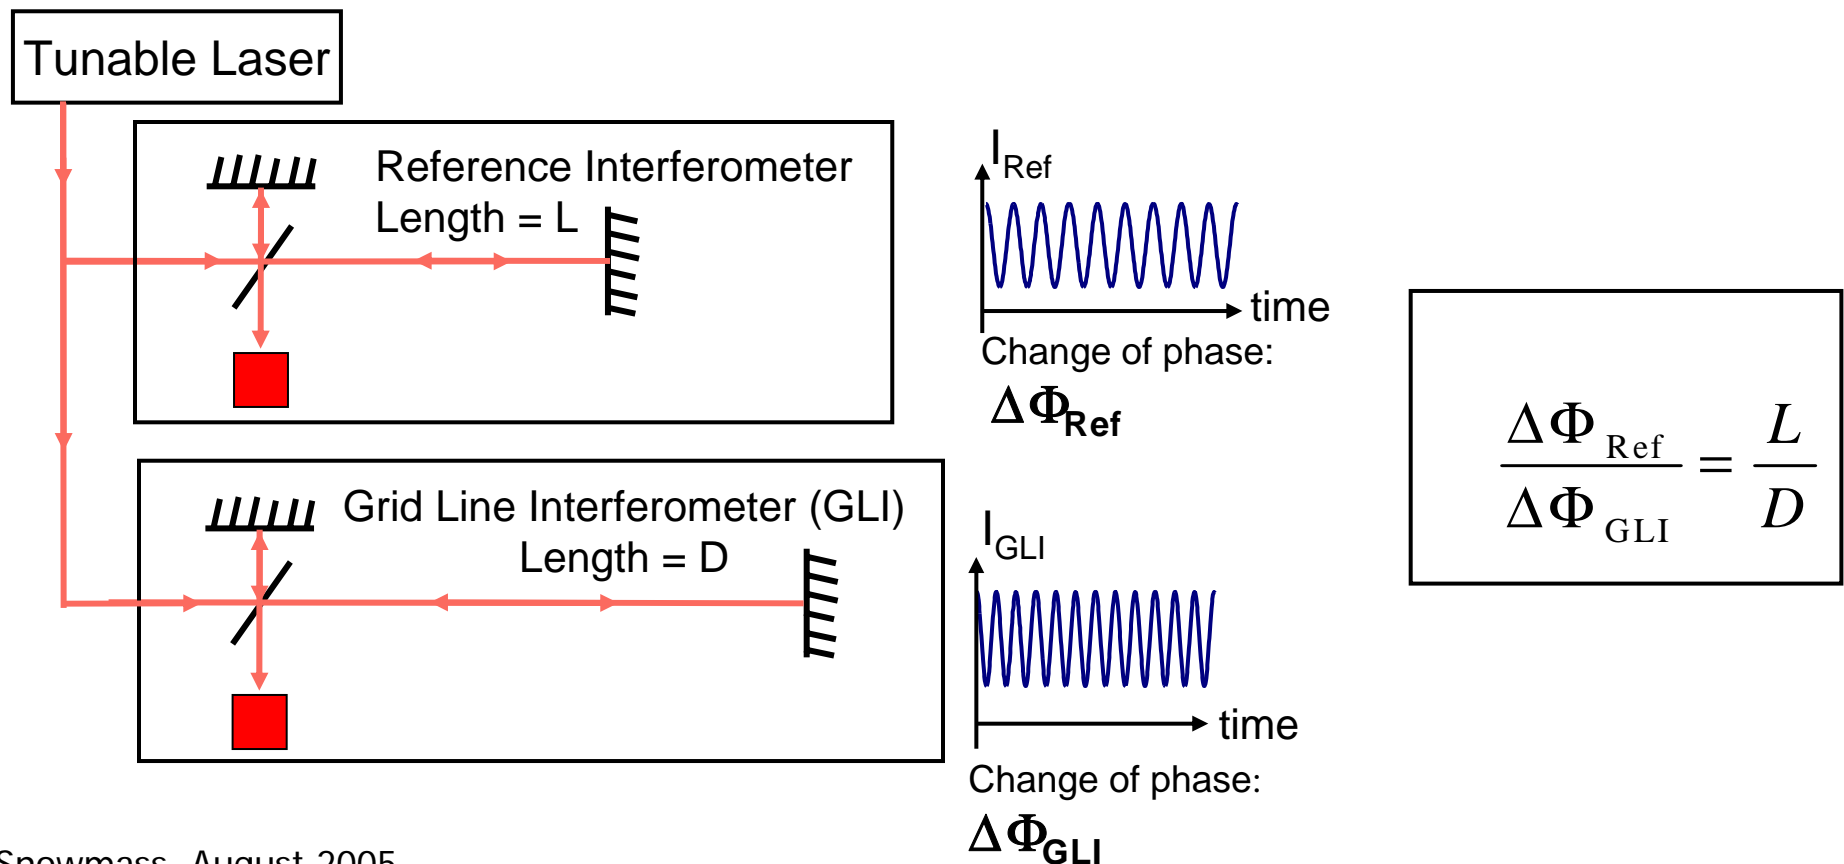 Tunable Laser
Reference Interferometer
Length = L
I_Ref
time
Change of phase:
ΔΦ_Ref
ΔΦ_Ref / ΔΦ_GLI = L / D
Grid Line Interferometer (GLI)
Length = D
I_GLI
time
Change of phase:
ΔΦ_GLI
Snowmass, August 2005